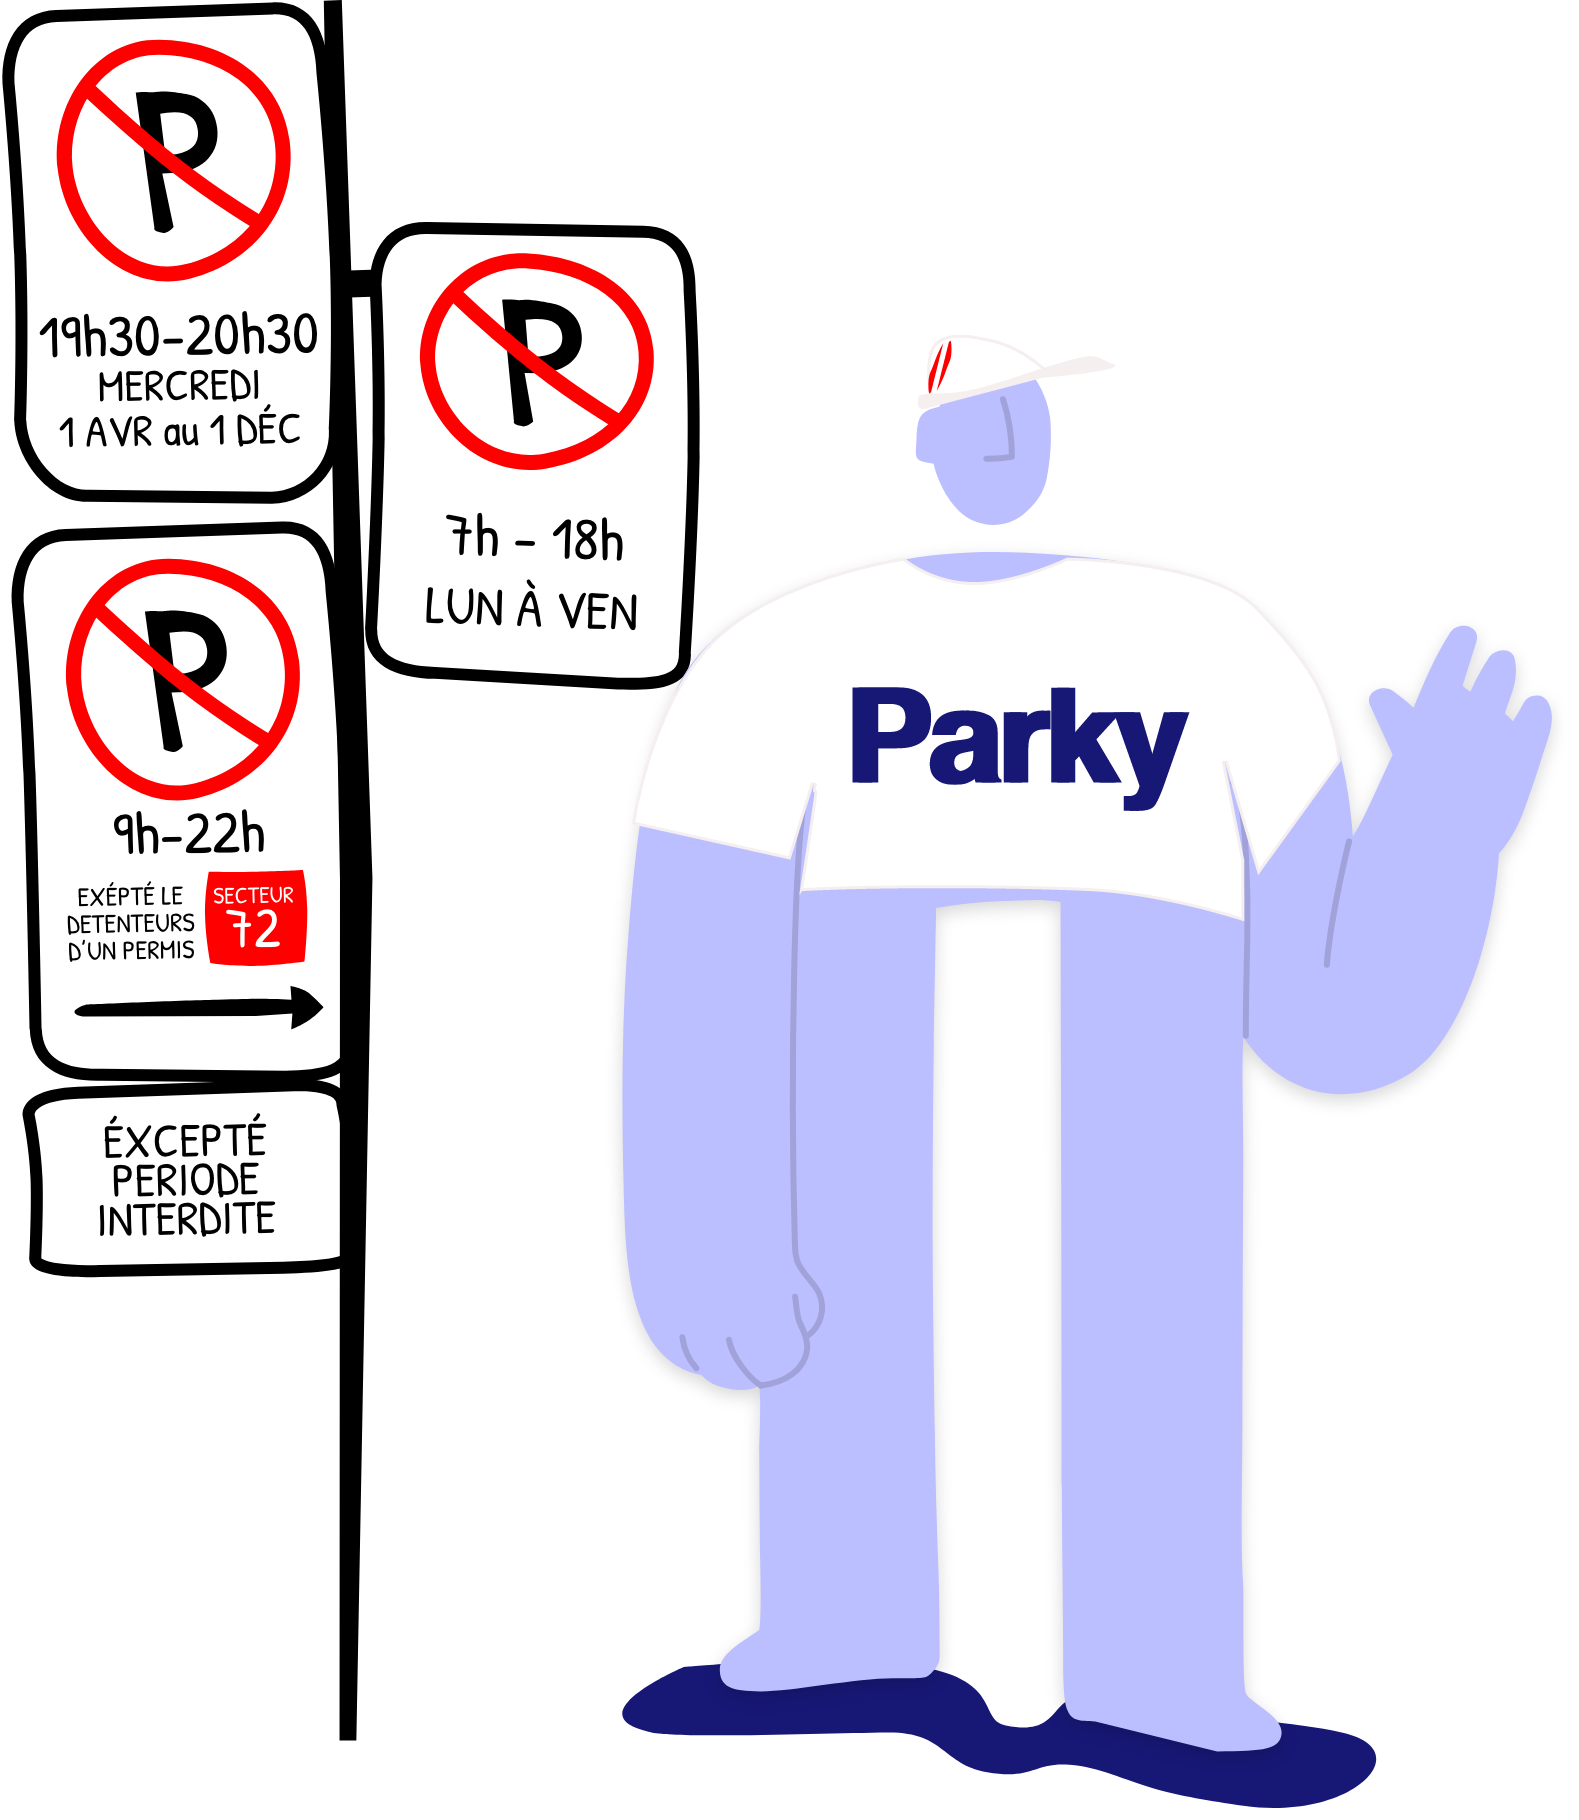 P
19h30-20h30
MERCREDI
1 AVR au 1 DÉC
P
7h - 18h
LUN À VEN
P
9h-22h
EXÉPTÉ LE
DETENTEURS
D'UN PERMIS
SECTEUR
72
ÉXCEPTÉ
PERIODE
INTERDITE
Parky